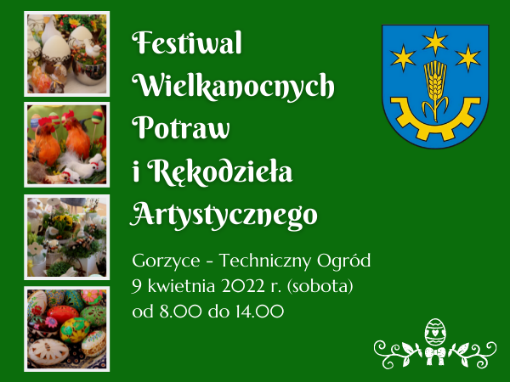 Festiwal
Wielkanocnych
Potraw
i Rękodzieła
Artystycznego
Gorzyce - Techniczny Ogród
9 kwietnia 2022 r. (sobota)
od 8.00 do 14.00